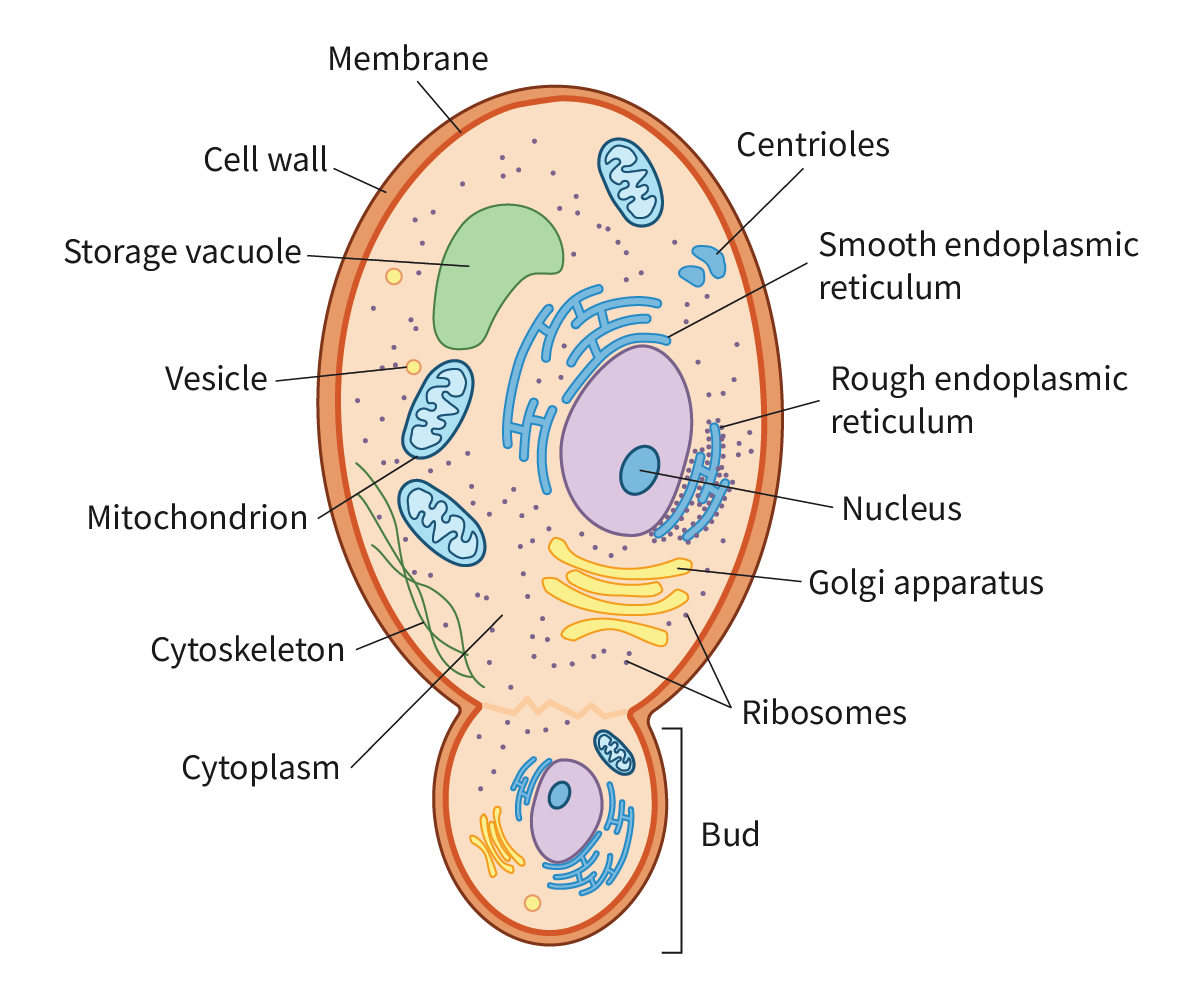 Membrane
Cell wall
Centrioles
Storage vacuole
Smooth endoplasmic
reticulum
Vesicle
Rough endoplasmic
reticulum
Mitochondrion
Nucleus
Golgi apparatus
Cytoskeleton
Ribosomes
Cytoplasm
Bud